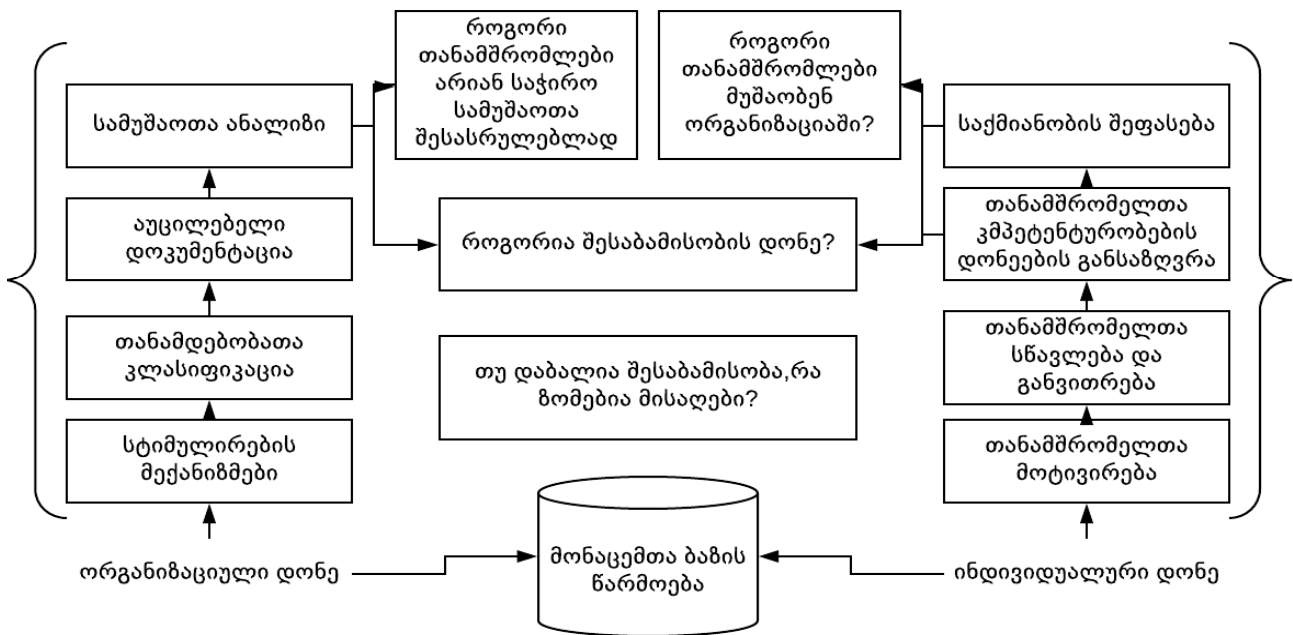 როგორი
თანამშრომლები
არიან საჭირო
სამუშაოთა
შესასრულებლად
როგორი
თანამშრომლები
მუშაობენ
ორგანიზაციაში?
სამუშაოთა ანალიზი
საქმიანობის შეფასება
აუცილებელი
დოკუმენტაცია
როგორია შესაბამისობის დონე?
თანამშრომელთა
კმპეტენტურობების
დონეების განსაზღვრა
თანამდებობათა
კლასიფიკაცია
თუ დაბალია შესაბამისობა,რა
ზომებია მისაღები?
თანამშრომელთა
სწავლება და
განვითრება
სტიმულირების
მექანიზმები
თანამშრომელთა
მოტივირება
ორგანიზაციული დონე
მონაცემთა ბაზის
წარმოება
ინდივიდუალური დონე